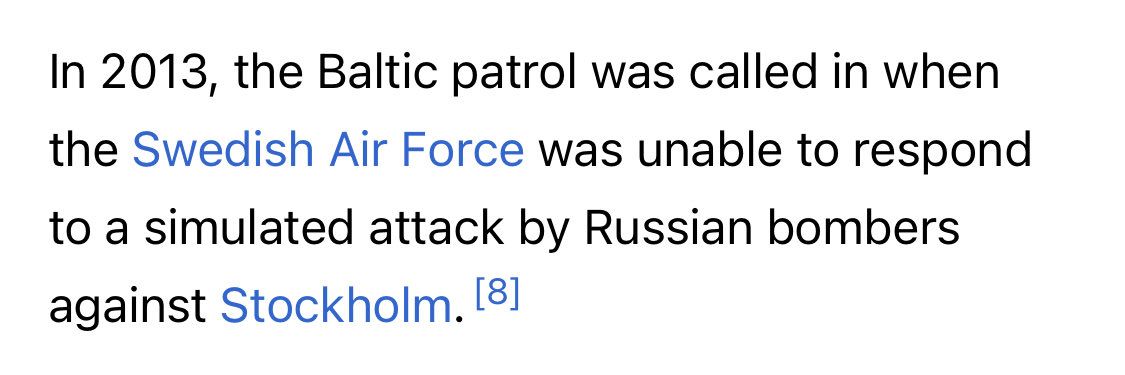 In 2013, the Baltic patrol was called in when
the Swedish Air Force was unable to respond
to a simulated attack by Russian bombers
against Stockholm. [8]